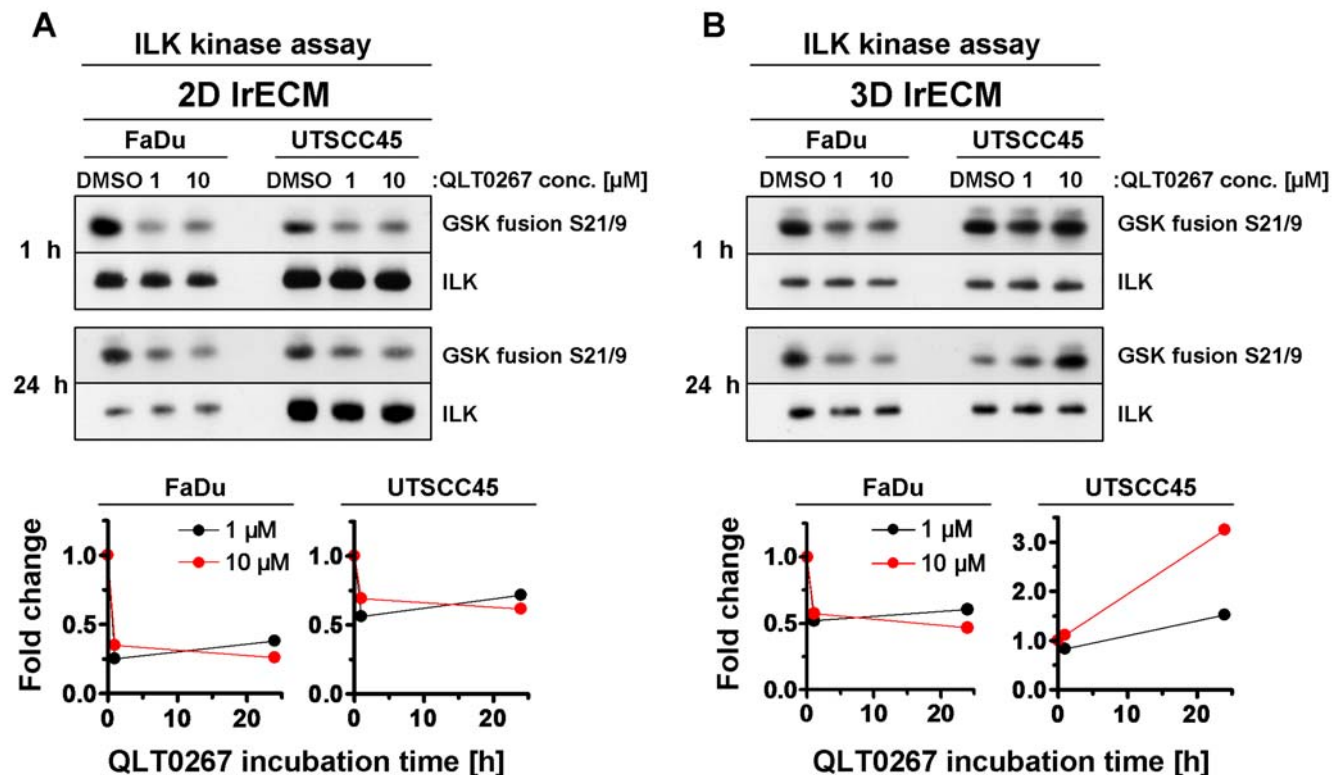 A
ILK kinase assay
2D lrECM
FaDu UTSCC45
DMSO 1 10 DMSO 1 10 :QLT0267 conc. [µM]
1 h
GSK fusion S21/9
ILK
24 h
GSK fusion S21/9
ILK
FaDu UTSCC45
Fold change
1.0
0.5
0.0
1 µM
10 µM
0 10 20
1.0
0.5
0.0
0 10 20
QLT0267 incubation time [h]
B
ILK kinase assay
3D lrECM
FaDu UTSCC45
DMSO 1 10 DMSO 1 10 :QLT0267 conc. [µM]
1 h
GSK fusion S21/9
ILK
24 h
GSK fusion S21/9
ILK
FaDu UTSCC45
Fold change
1.0
0.5
0.0
1 µM
10 µM
0 10 20
3.0
2.0
1.0
0.0
0 10 20
QLT0267 incubation time [h]